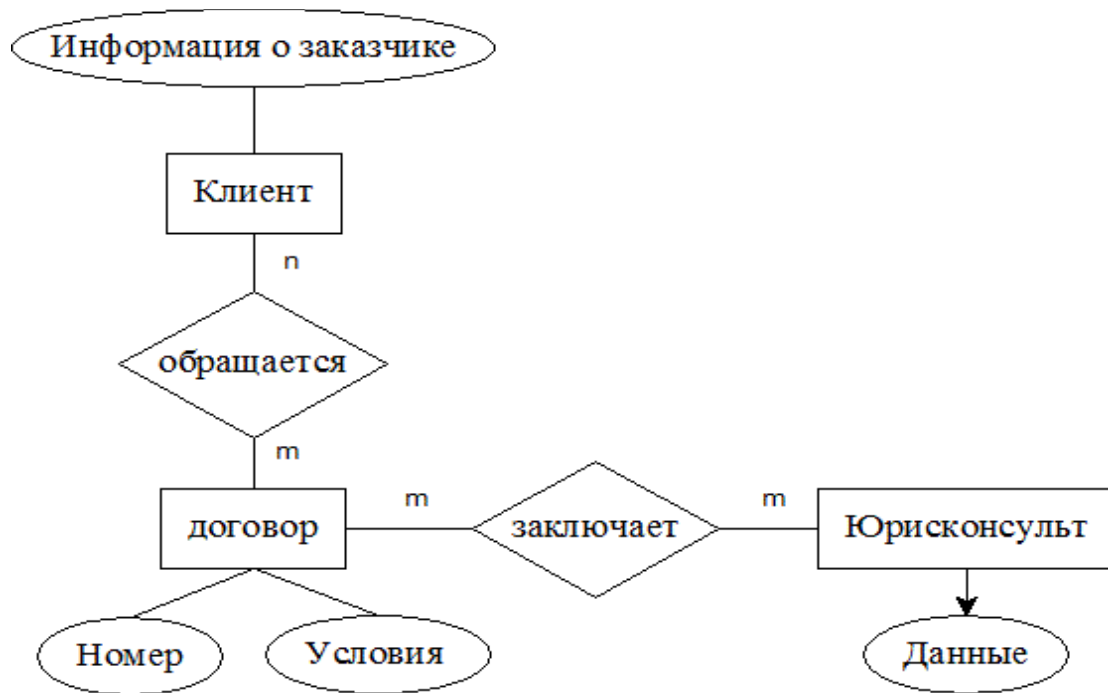 Информация о заказчике
Клиент
n
обращается
m
договор
m
заключает
m
Юрисконсульт
Номер
Условия
Данные